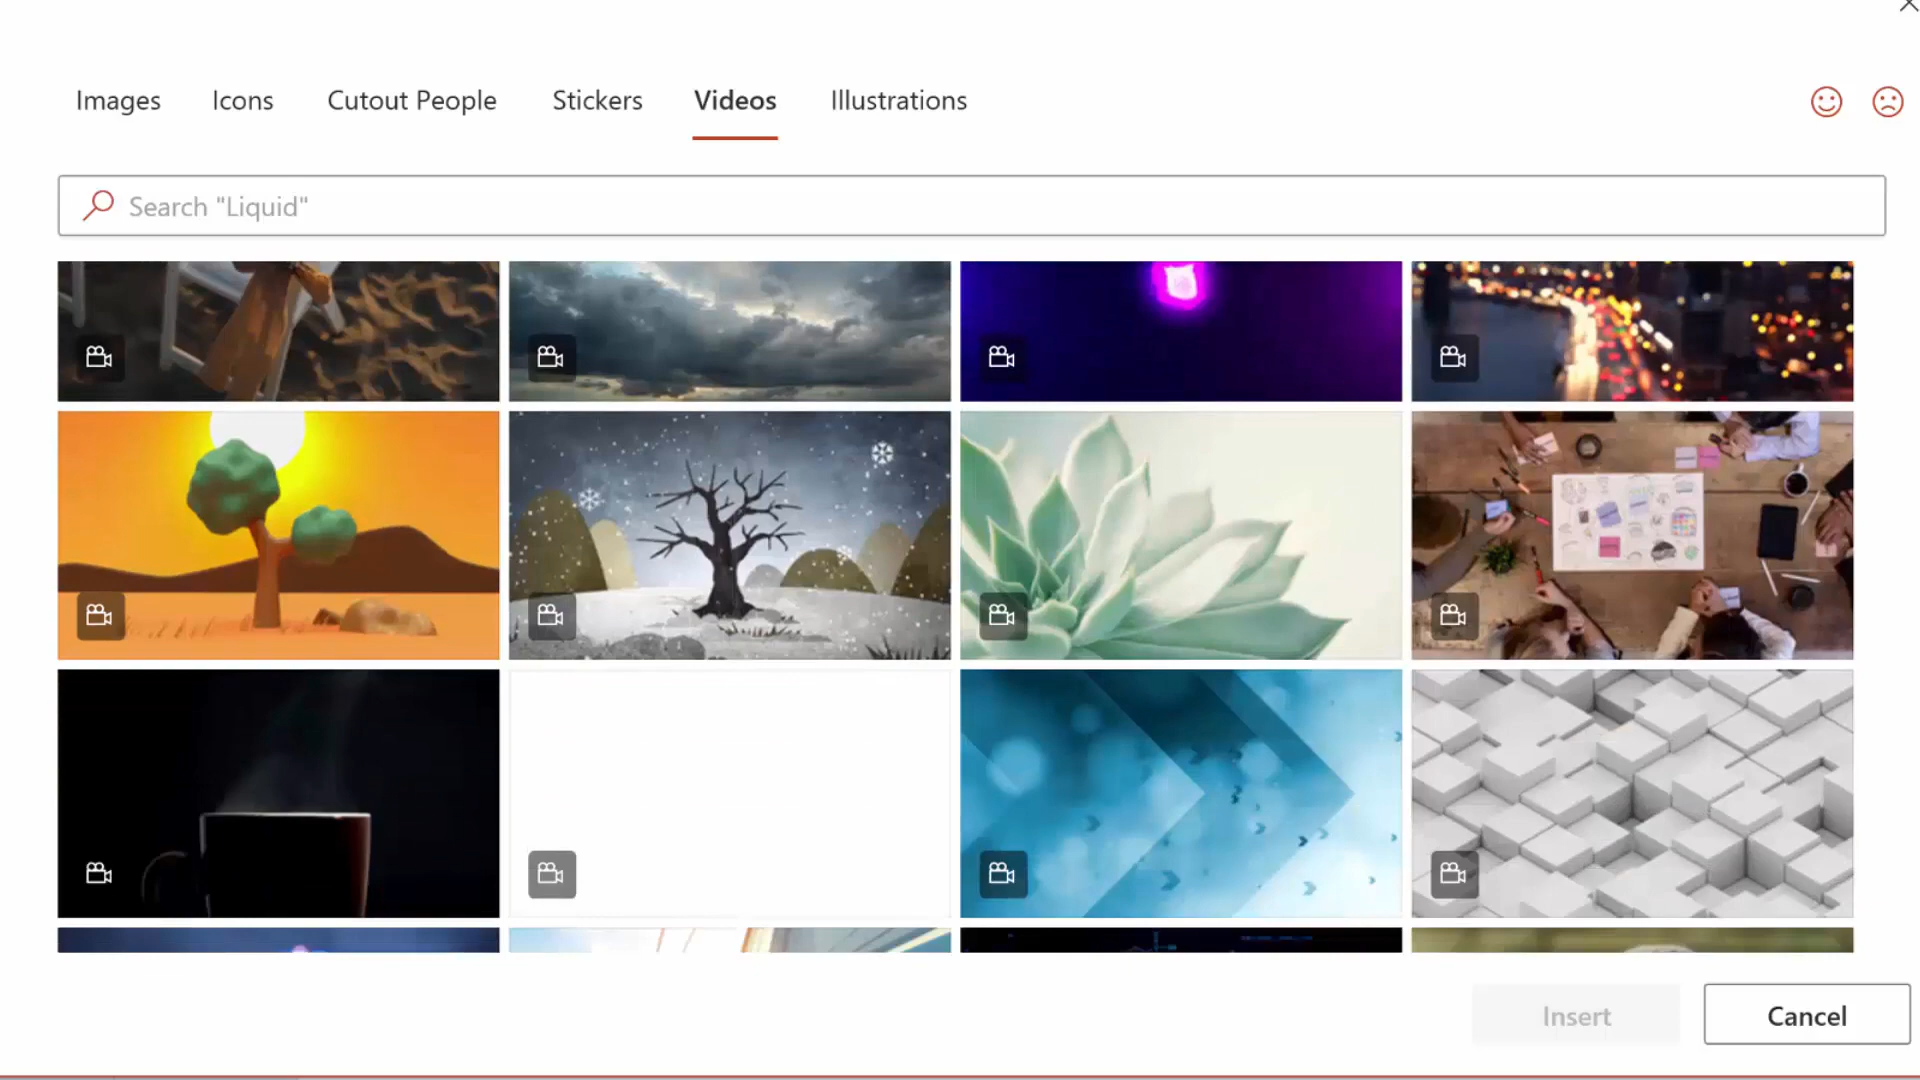 Images Icons Cutout People Stickers Videos Illustrations
Search "Liquid"
Insert Cancel